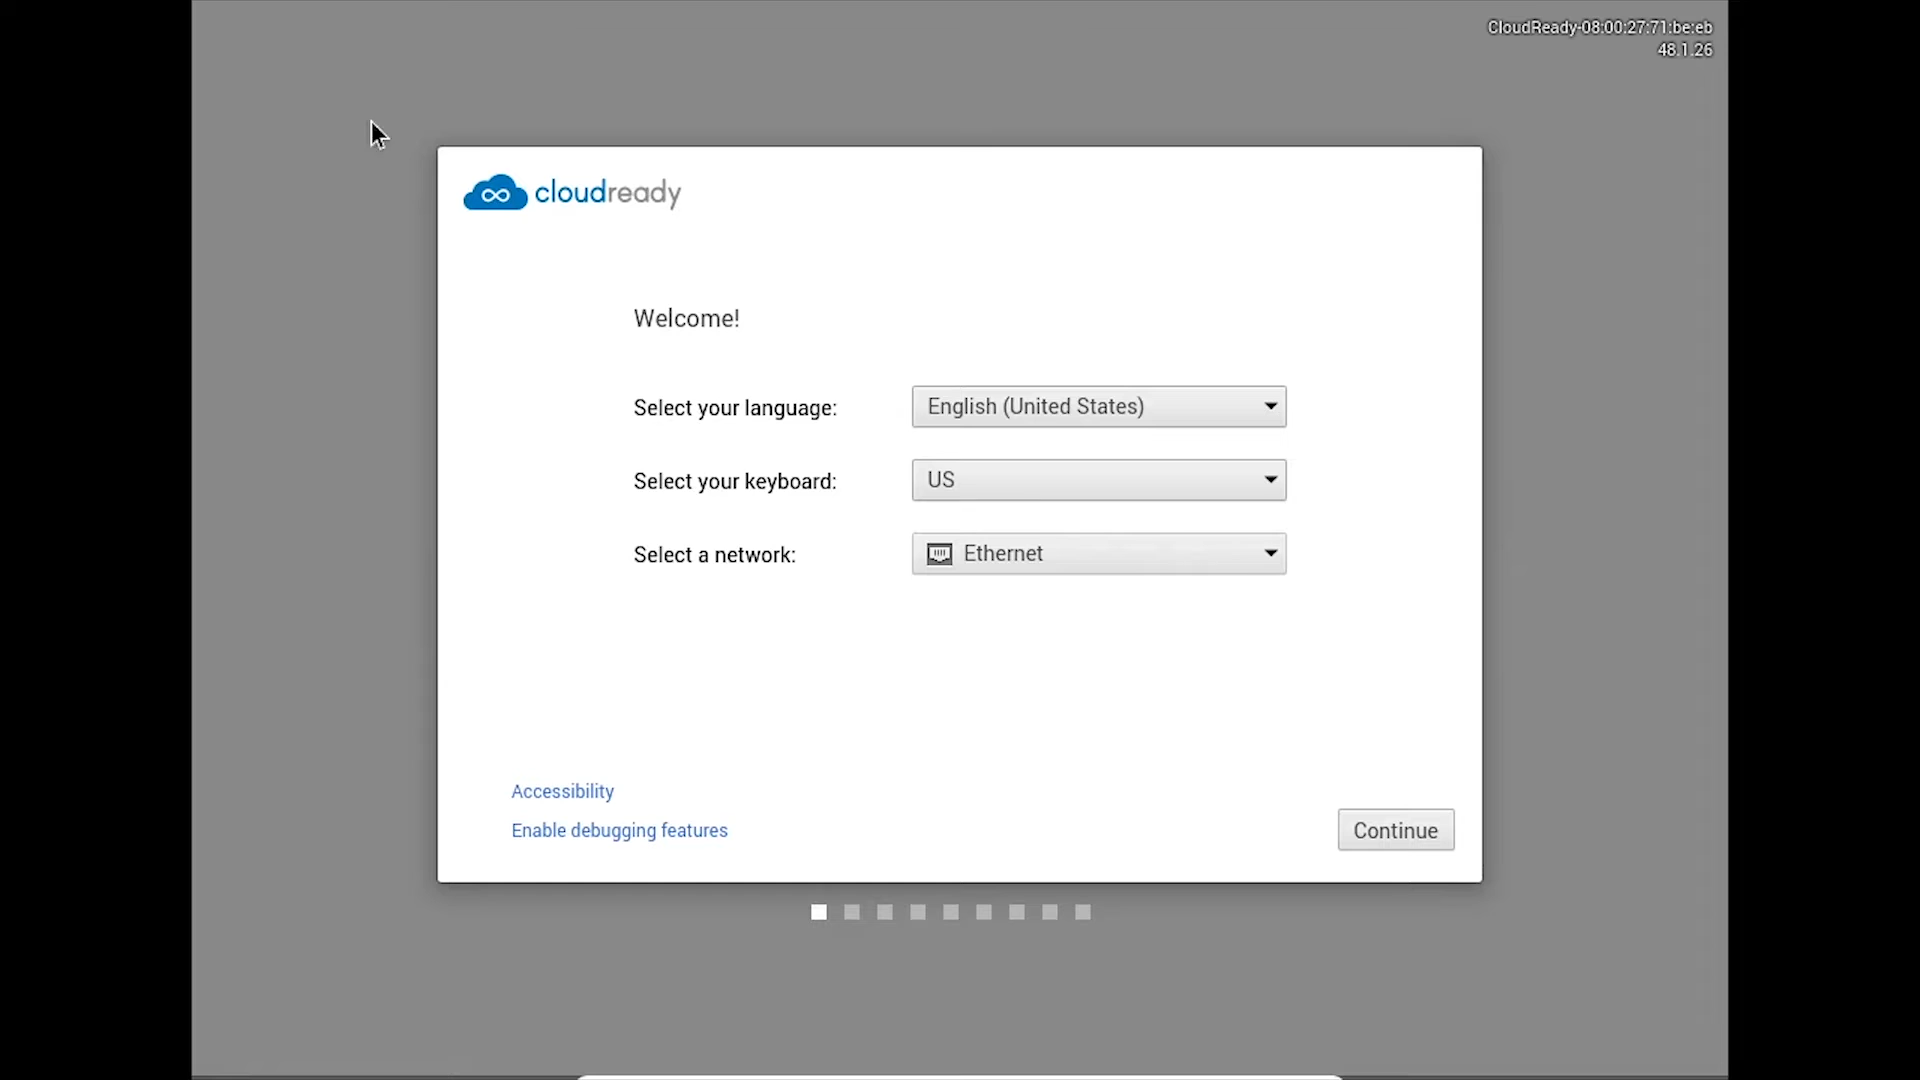 CloudReady-08:00:27:71:be:eb
48.1.26
cloudready
Welcome!
Select your language: English (United States)
Select your keyboard: US
Select a network: Ethernet
Accessibility
Enable debugging features
Continue